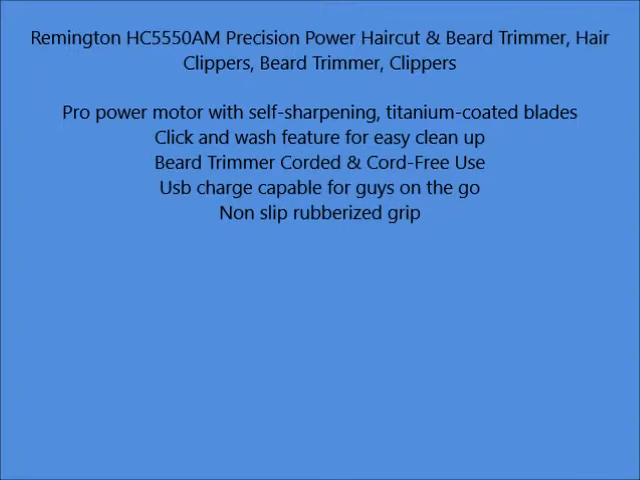 Remington HC5550AM Precision Power Haircut & Beard Trimmer, Hair
Clippers, Beard Trimmer, Clippers
Pro power motor with self-sharpening, titanium-coated blades
Click and wash feature for easy clean up
Beard Trimmer Corded & Cord-Free Use
Usb charge capable for guys on the go
Non slip rubberized grip